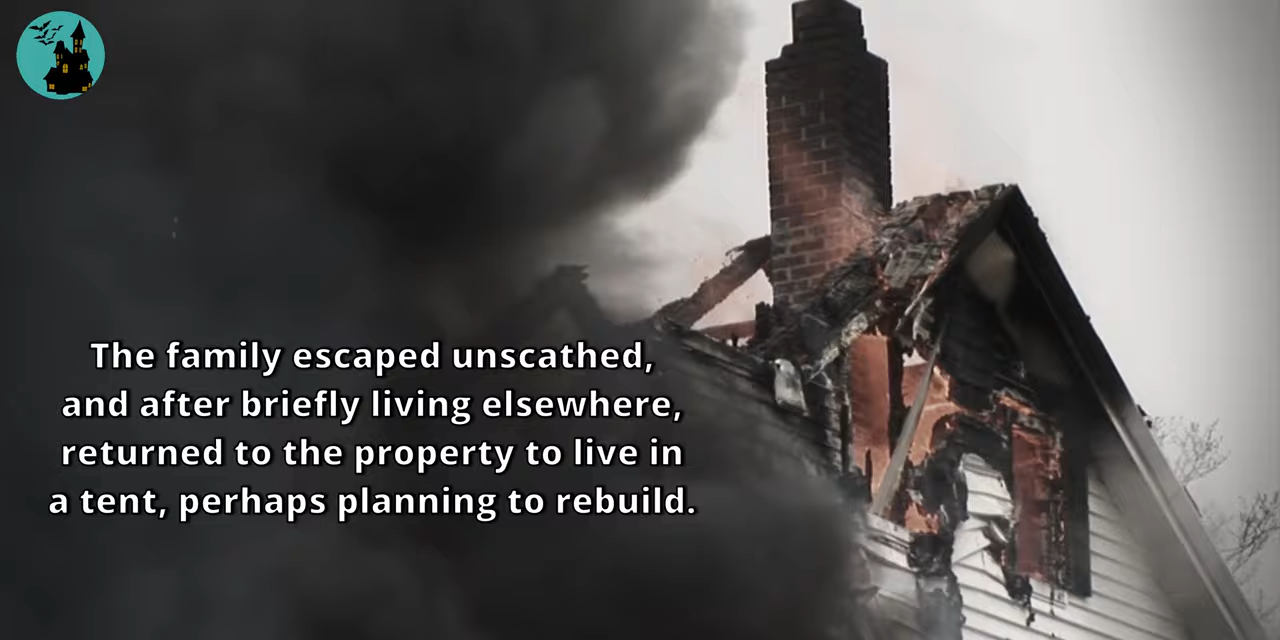 The family escaped unscathed,
and after briefly living elsewhere,
returned to the property to live in
a tent, perhaps planning to rebuild.